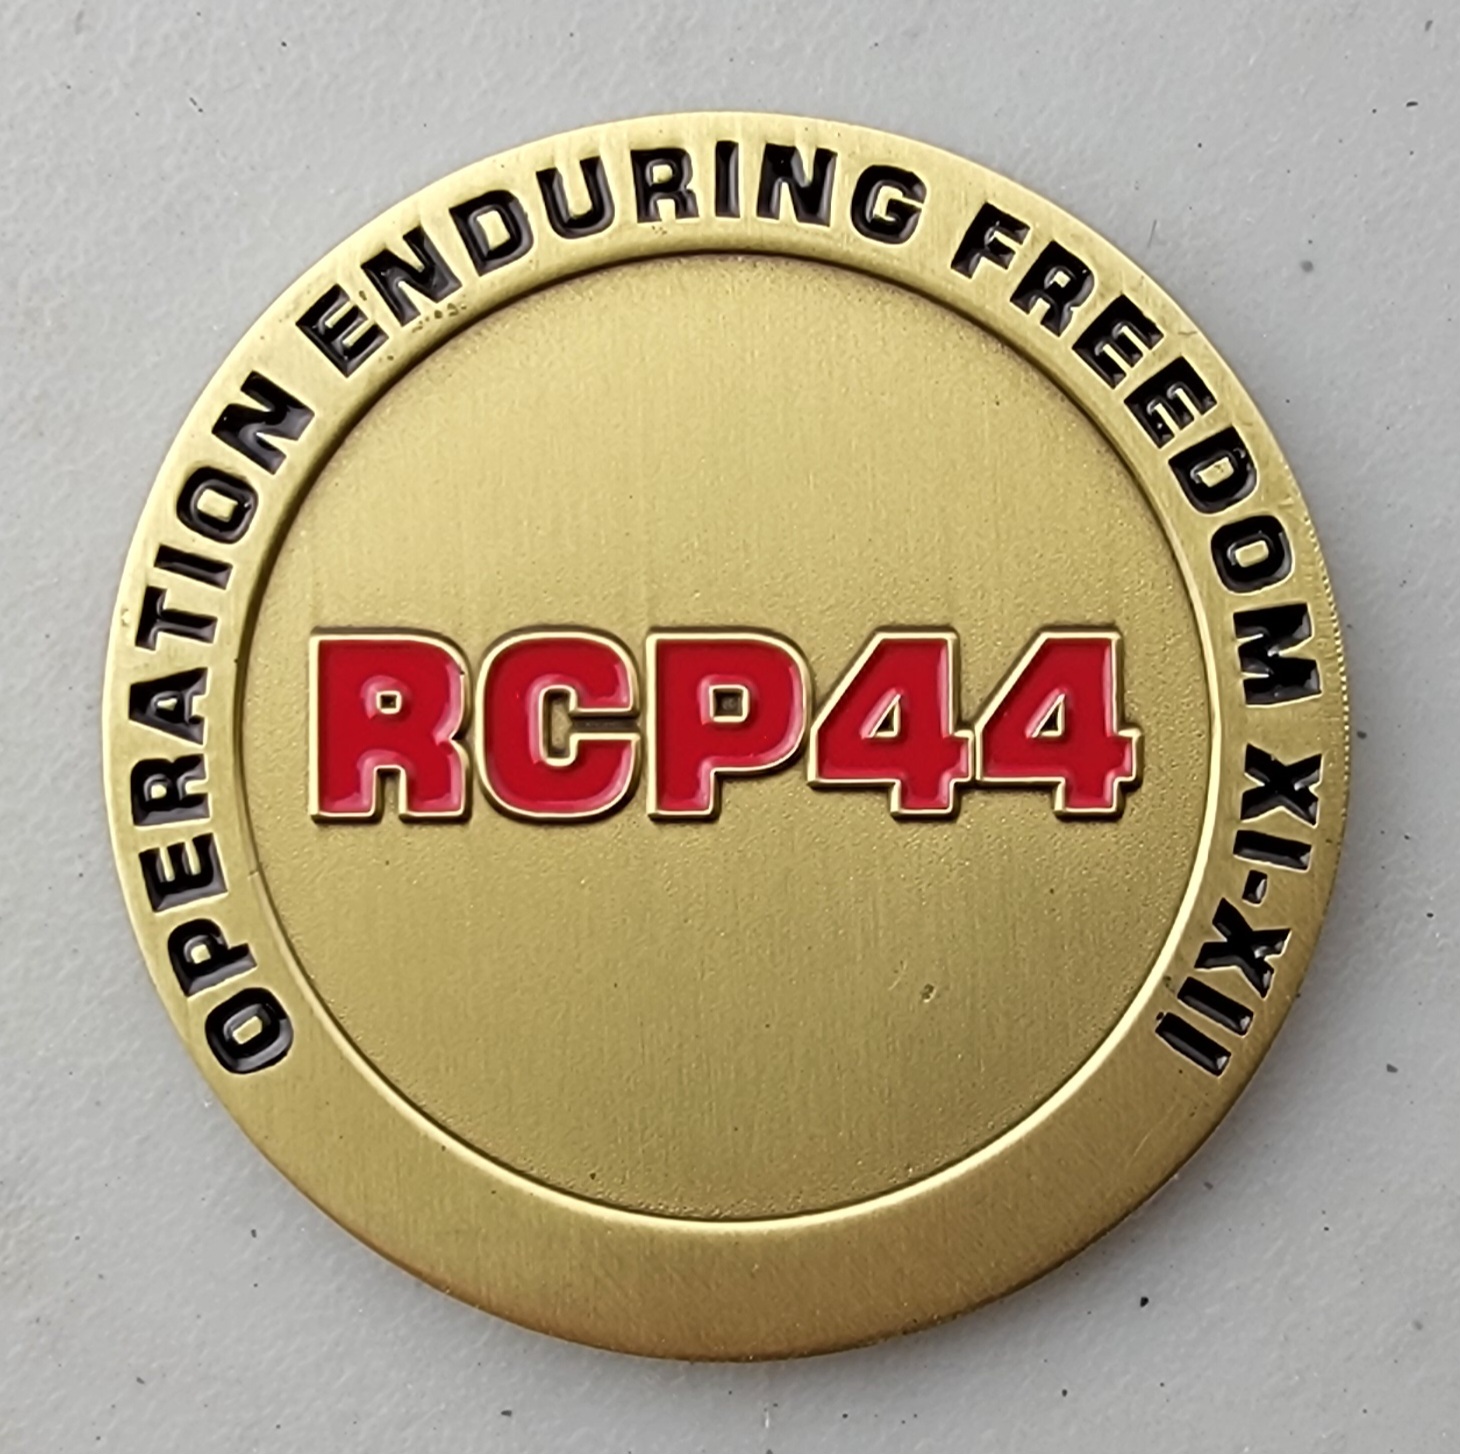 OPERATION ENDURING FREEDOM XI-XII
RCP44